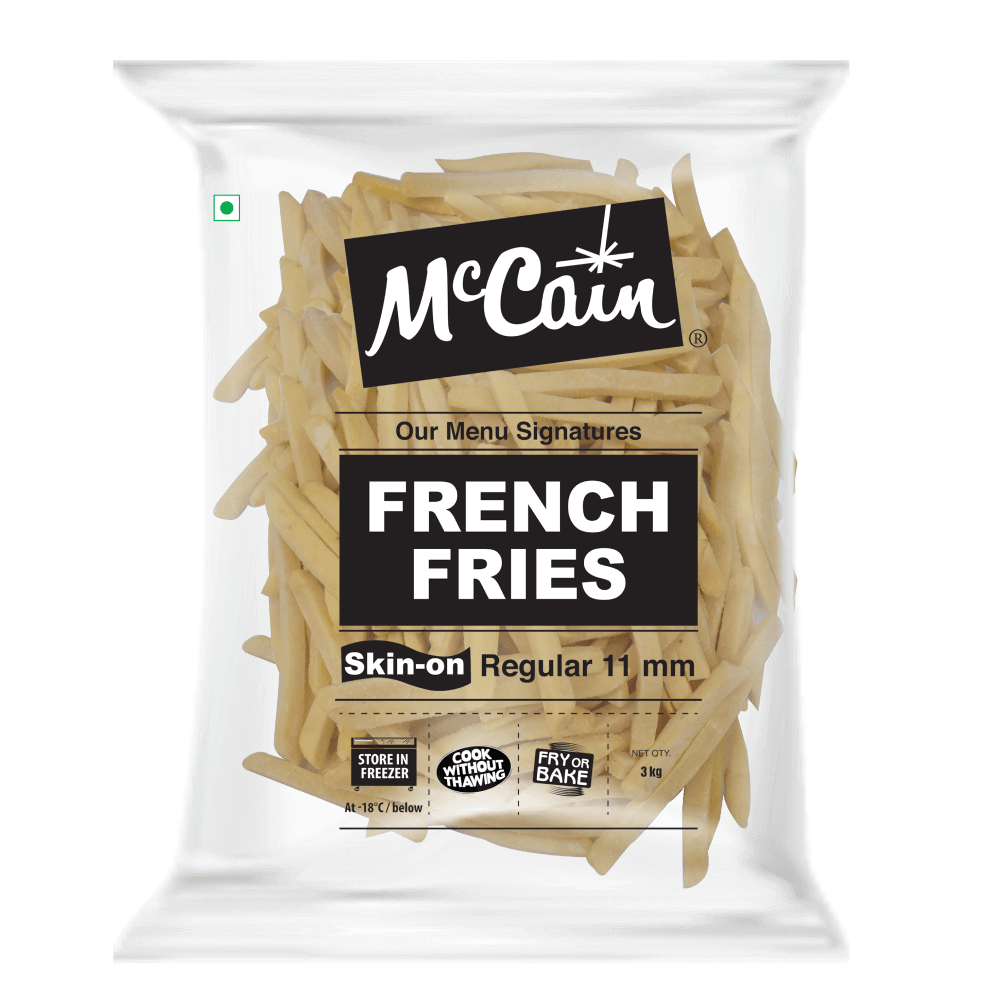 McCain
®
Our Menu Signatures
FRENCH
FRIES
Skin-on Regular 11 mm
STORE IN
FREEZER
At -18°C / below
COOK
WITHOUT
THAWING
FRY OR
BAKE
NET QTY.
3 kg